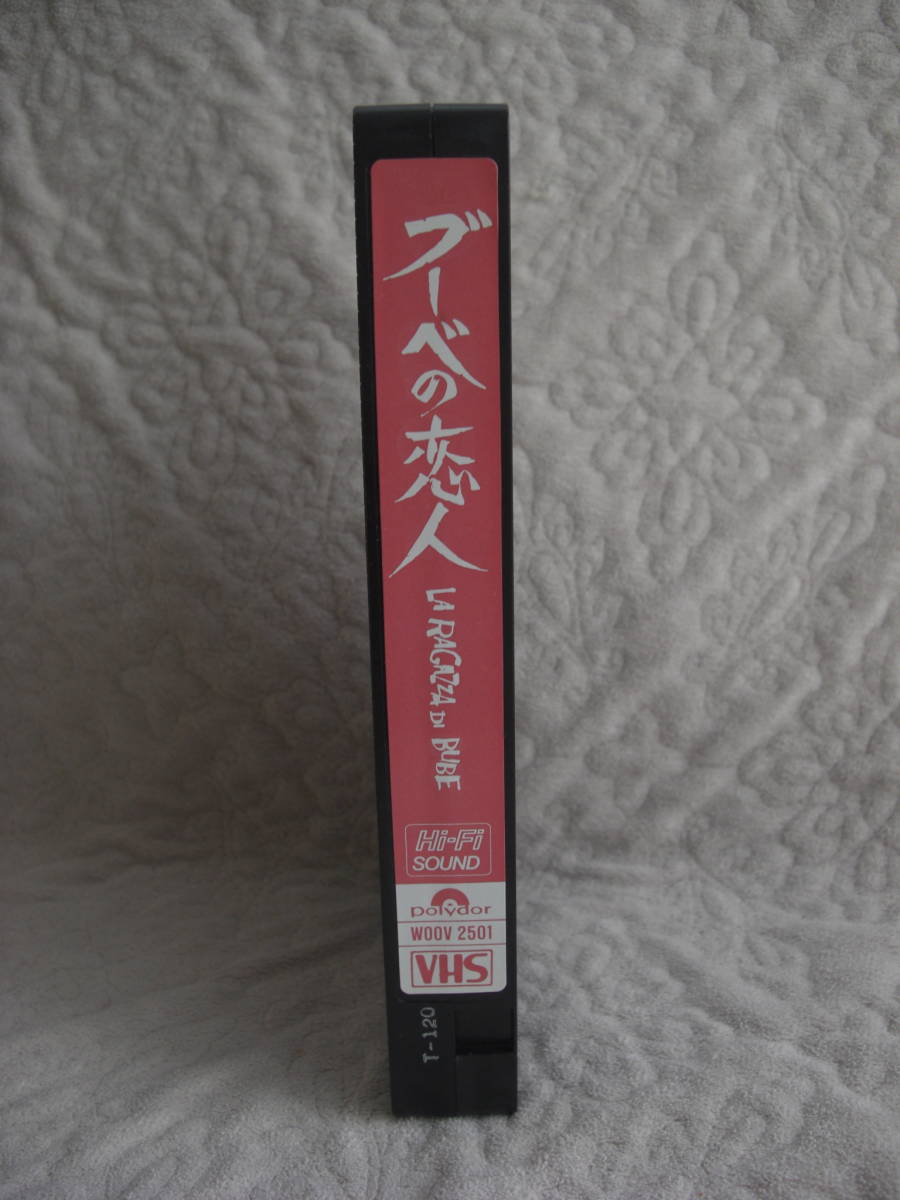 ブーベの恋人
LA RAGAZZA DI BUBE
Hi-Fi
SOUND
polydor
WOOV 2501
VHS
T-120